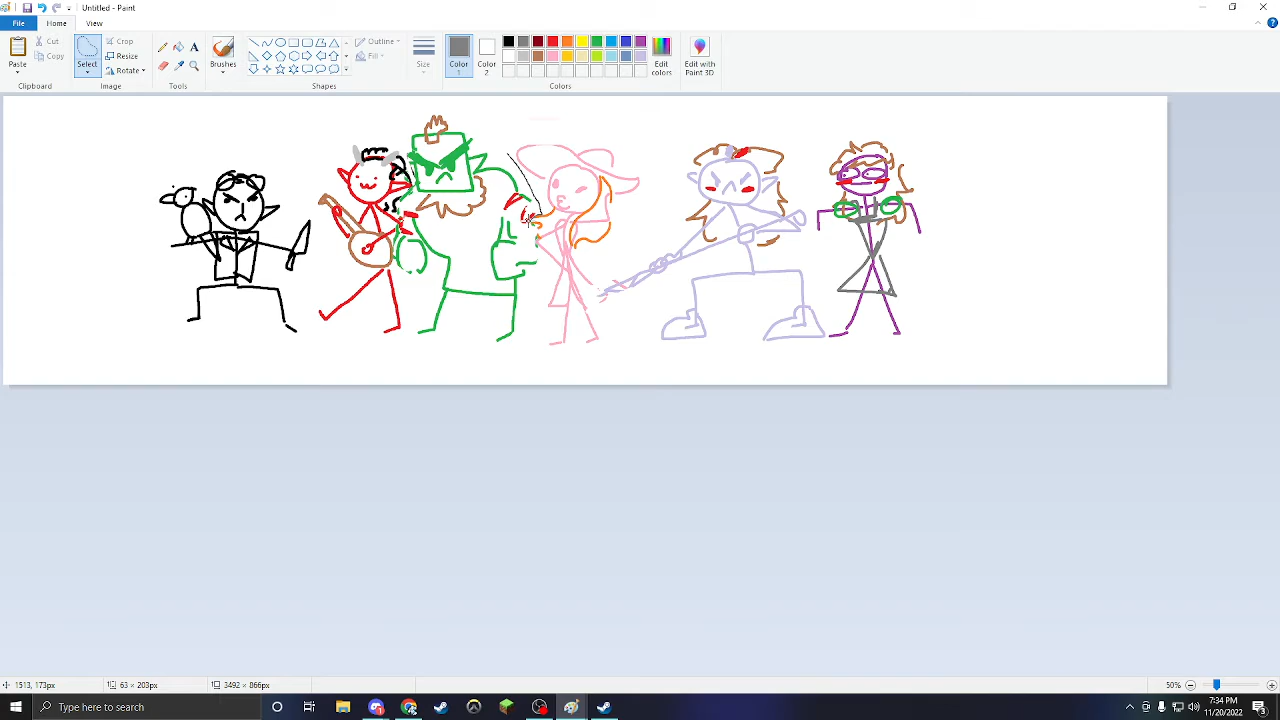 Untitled - Paint
File Home View
Paste Cut Copy Clipboard
Select Crop Resize Rotate Image
Tools
Brushes
Outline Fill Shapes
Size
Color 1 Color 2
Edit colors Colors
Edit with Paint 3D
1513, 173px 63 × 203px 3492 × 866px 50%
Type here to search 7:34 PM
11/20/2022